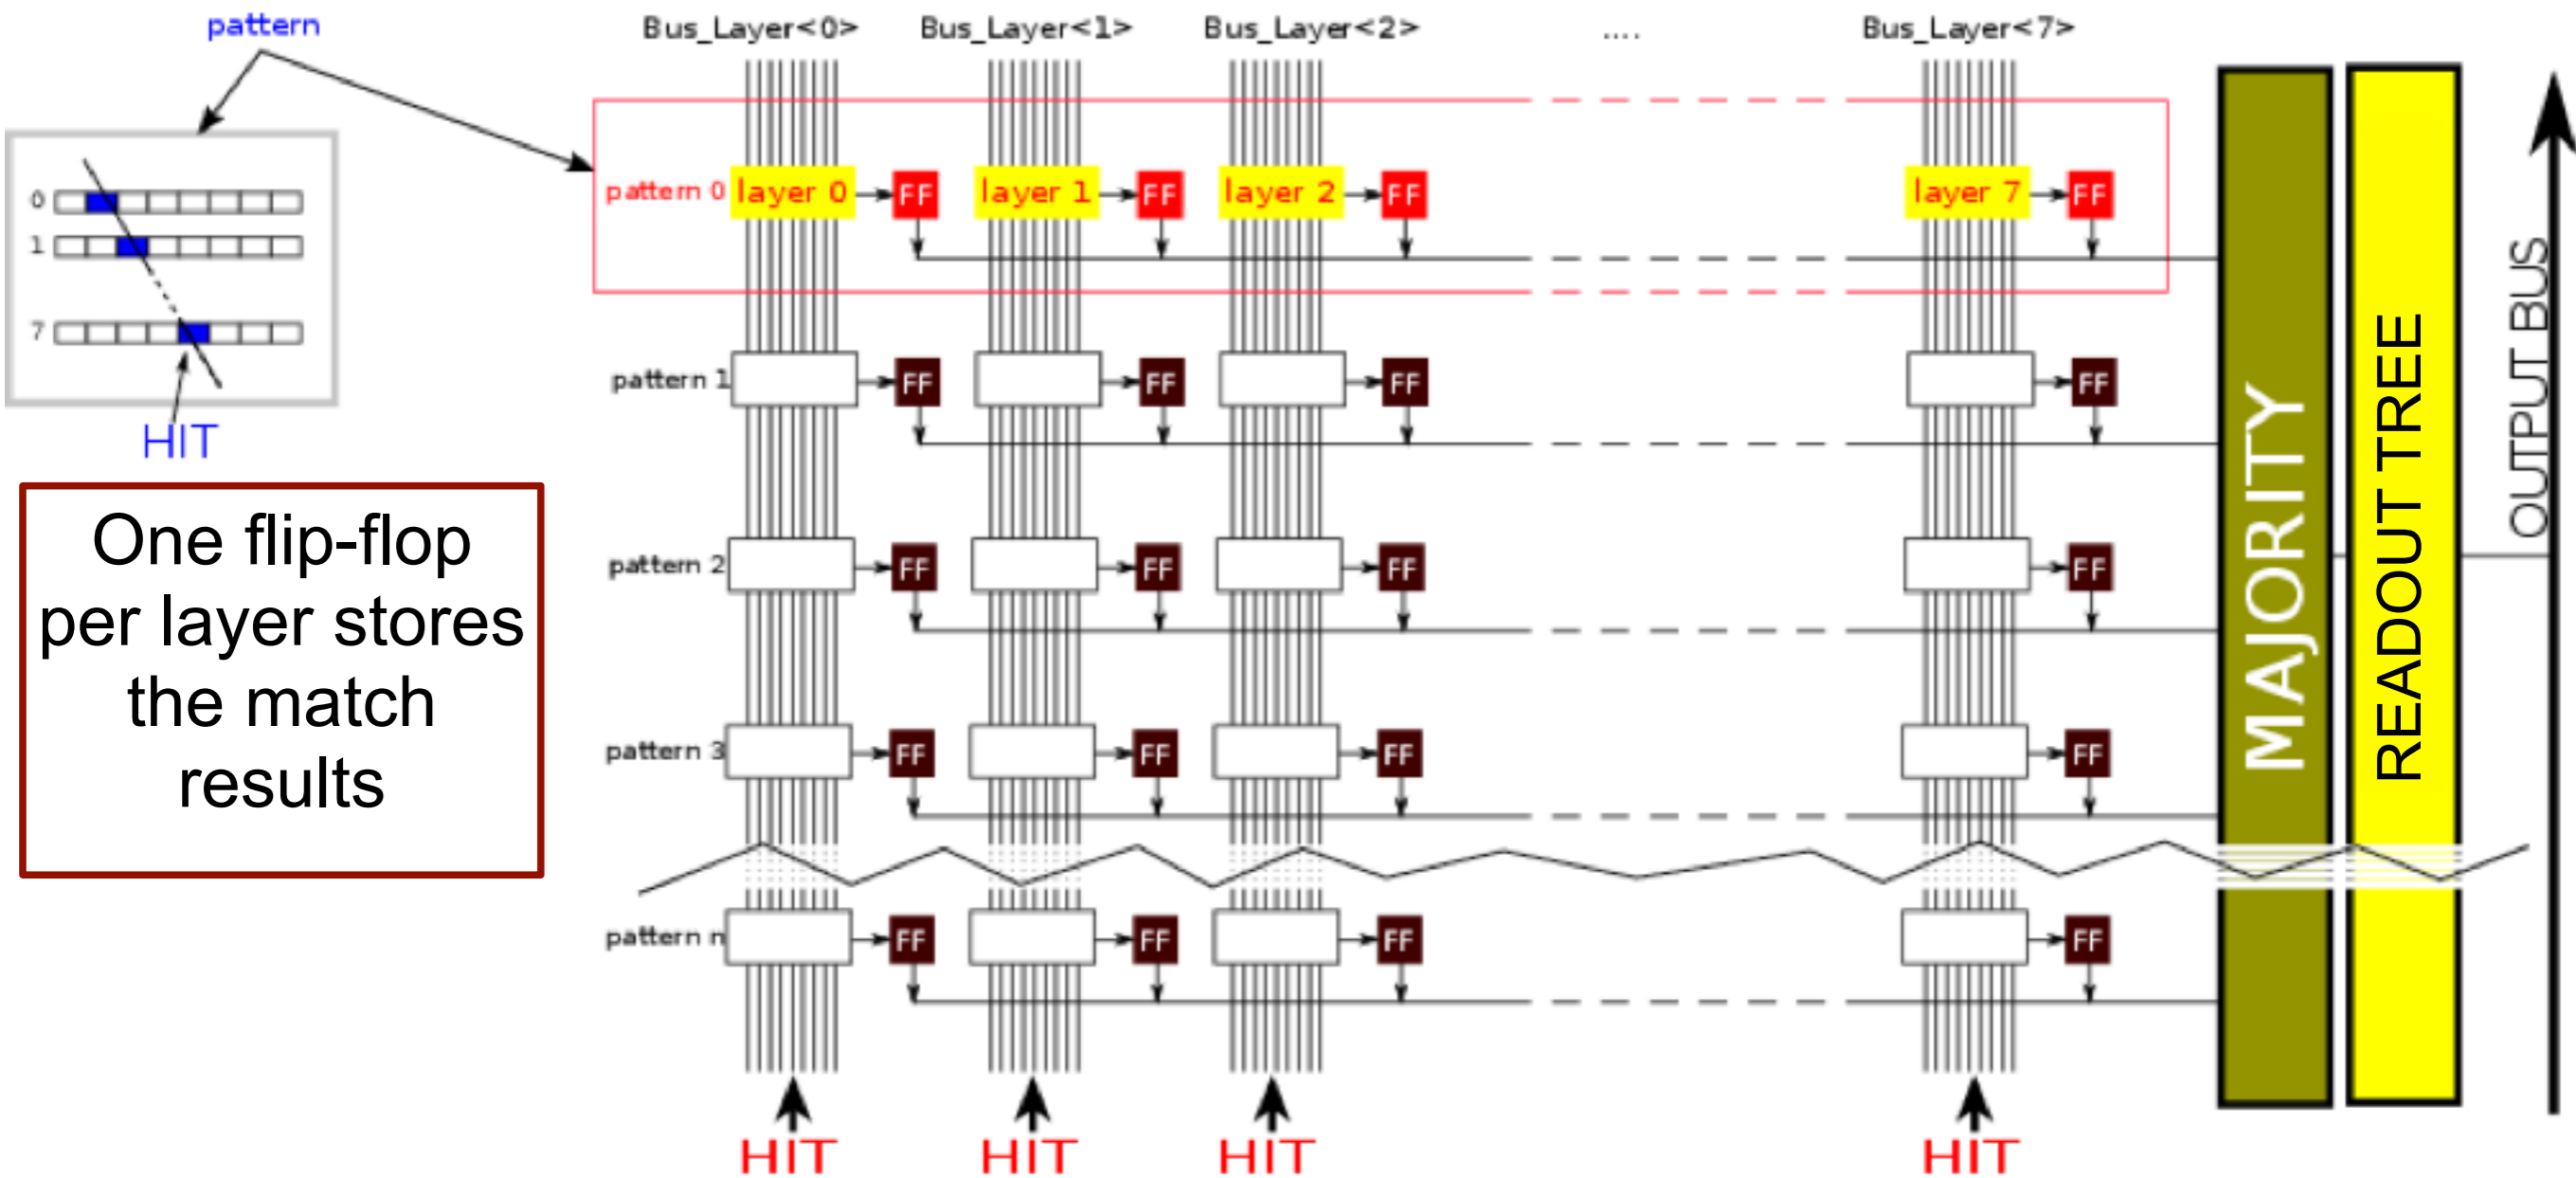 pattern
0
1
7
HIT
One flip-flop
per layer stores
the match
results
Bus_Layer<0> Bus_Layer<1> Bus_Layer<2> .... Bus_Layer<7>
pattern 0 layer 0 FF layer 1 FF layer 2 FF layer 7 FF
pattern 1 FF FF FF FF
pattern 2 FF FF FF FF
pattern 3 FF FF FF FF
pattern n FF FF FF FF
HIT HIT HIT HIT
MAJORITY
READOUT TREE
OUTPUT BUS